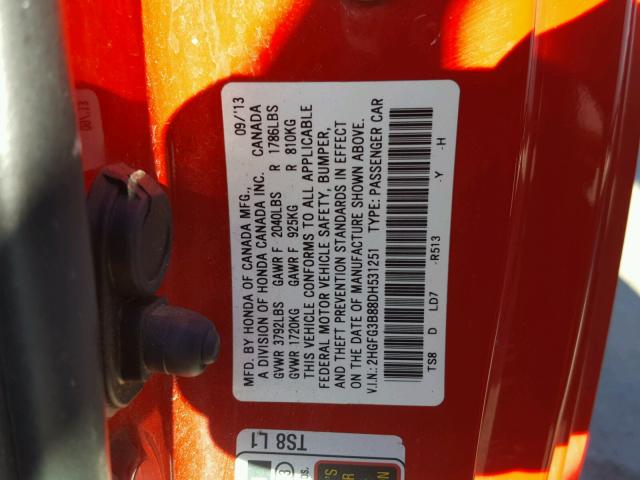 MFD. BY HONDA OF CANADA MFG., 09/'13
A DIVISION OF HONDA CANADA INC. CANADA
GVWR 3792LBS GAWR F 2040LBS R 1786LBS
GVWR 1720KG GAWR F 925KG R 810KG
THIS VEHICLE CONFORMS TO ALL APPLICABLE
FEDERAL MOTOR VEHICLE SAFETY, BUMPER,
AND THEFT PREVENTION STANDARDS IN EFFECT
ON THE DATE OF MANUFACTURE SHOWN ABOVE.
V.I.N.: 2HGFG3B88DH531251 TYPE: PASSENGER CAR
TS8 D LD7 -R513 -Y -H
TS8 L1